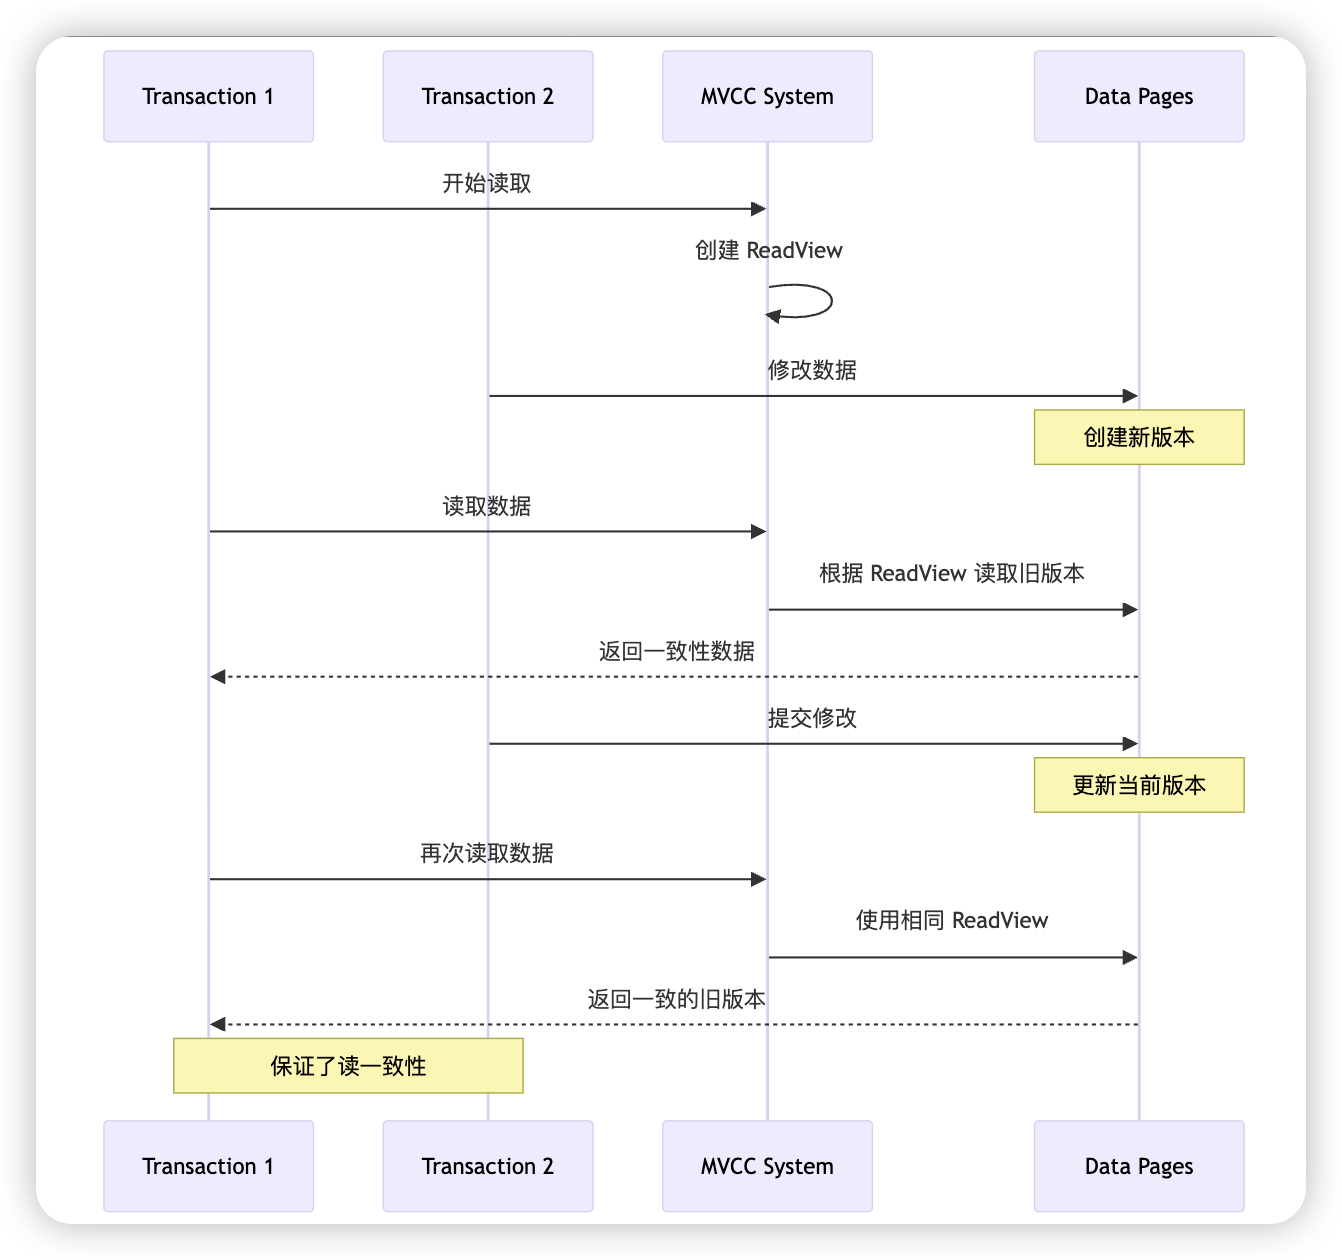 Transaction 1
Transaction 2
MVCC System
Data Pages
开始读取
创建 ReadView
修改数据
创建新版本
读取数据
根据 ReadView 读取旧版本
返回一致性数据
提交修改
更新当前版本
再次读取数据
使用相同 ReadView
返回一致的旧版本
保证了读一致性
Transaction 1
Transaction 2
MVCC System
Data Pages